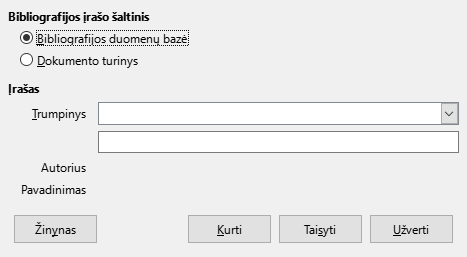 Bibliografijos įrašo šaltinis
Bibliografijos duomenų bazė
Dokumento turinys
Įrašas
Trumpinys
Autorius
Pavadinimas
Žinynas
Kurti
Taisyti
Užverti